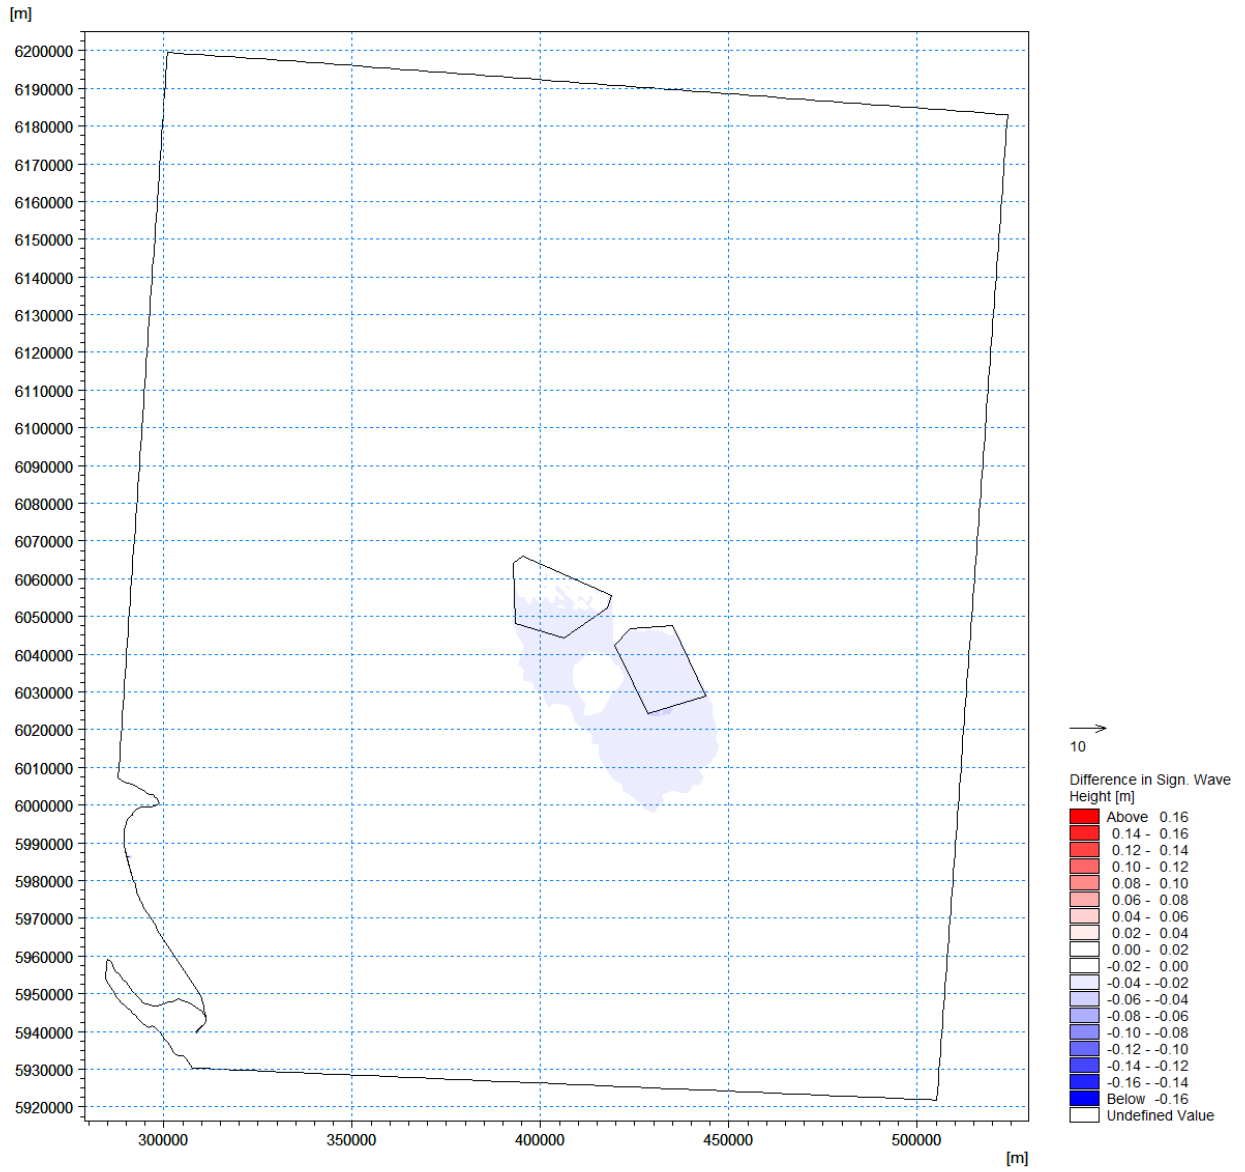 [m]
6200000
6190000
6180000
6170000
6160000
6150000
6140000
6130000
6120000
6110000
6100000
6090000
6080000
6070000
6060000
6050000
6040000
6030000
6020000
6010000
6000000
5990000
5980000
5970000
5960000
5950000
5940000
5930000
5920000
300000 350000 400000 450000 500000
[m]
10
Difference in Sign. Wave
Height [m]
Above 0.16
0.14 - 0.16
0.12 - 0.14
0.10 - 0.12
0.08 - 0.10
0.06 - 0.08
0.04 - 0.06
0.02 - 0.04
0.00 - 0.02
-0.02 - 0.00
-0.04 - -0.02
-0.06 - -0.04
-0.08 - -0.06
-0.10 - -0.08
-0.12 - -0.10
-0.14 - -0.12
-0.16 - -0.14
Below -0.16
Undefined Value